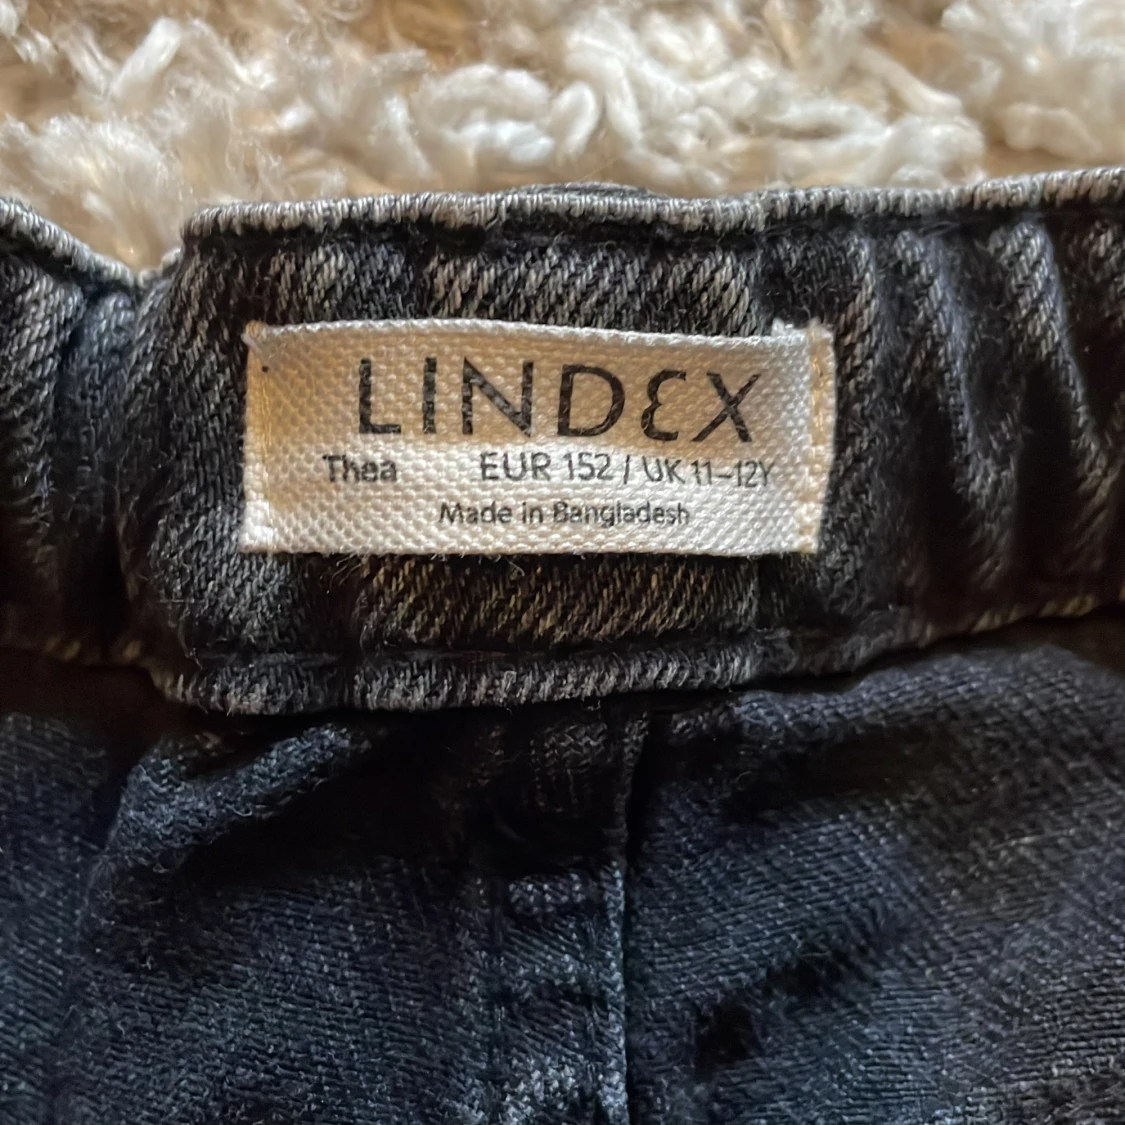 LINDEX
Thea EUR 152 / UK 11-12Y
Made in Bangladesh